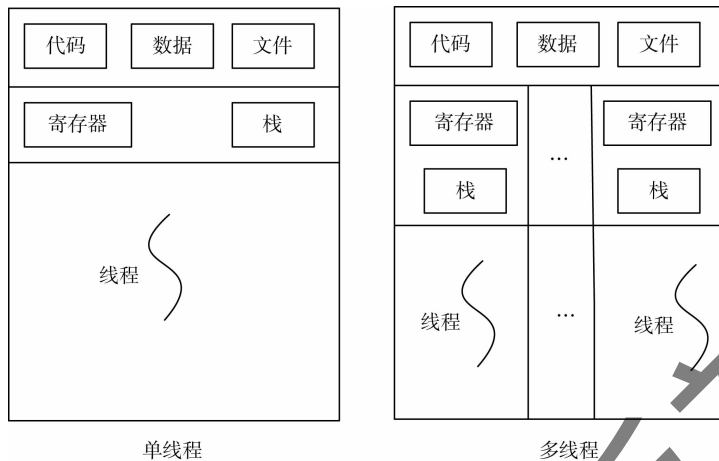 代码 数据 文件
寄存器 栈
线程
单线程
代码 数据 文件
寄存器 … 寄存器
栈 栈
线程 … 线程
多线程